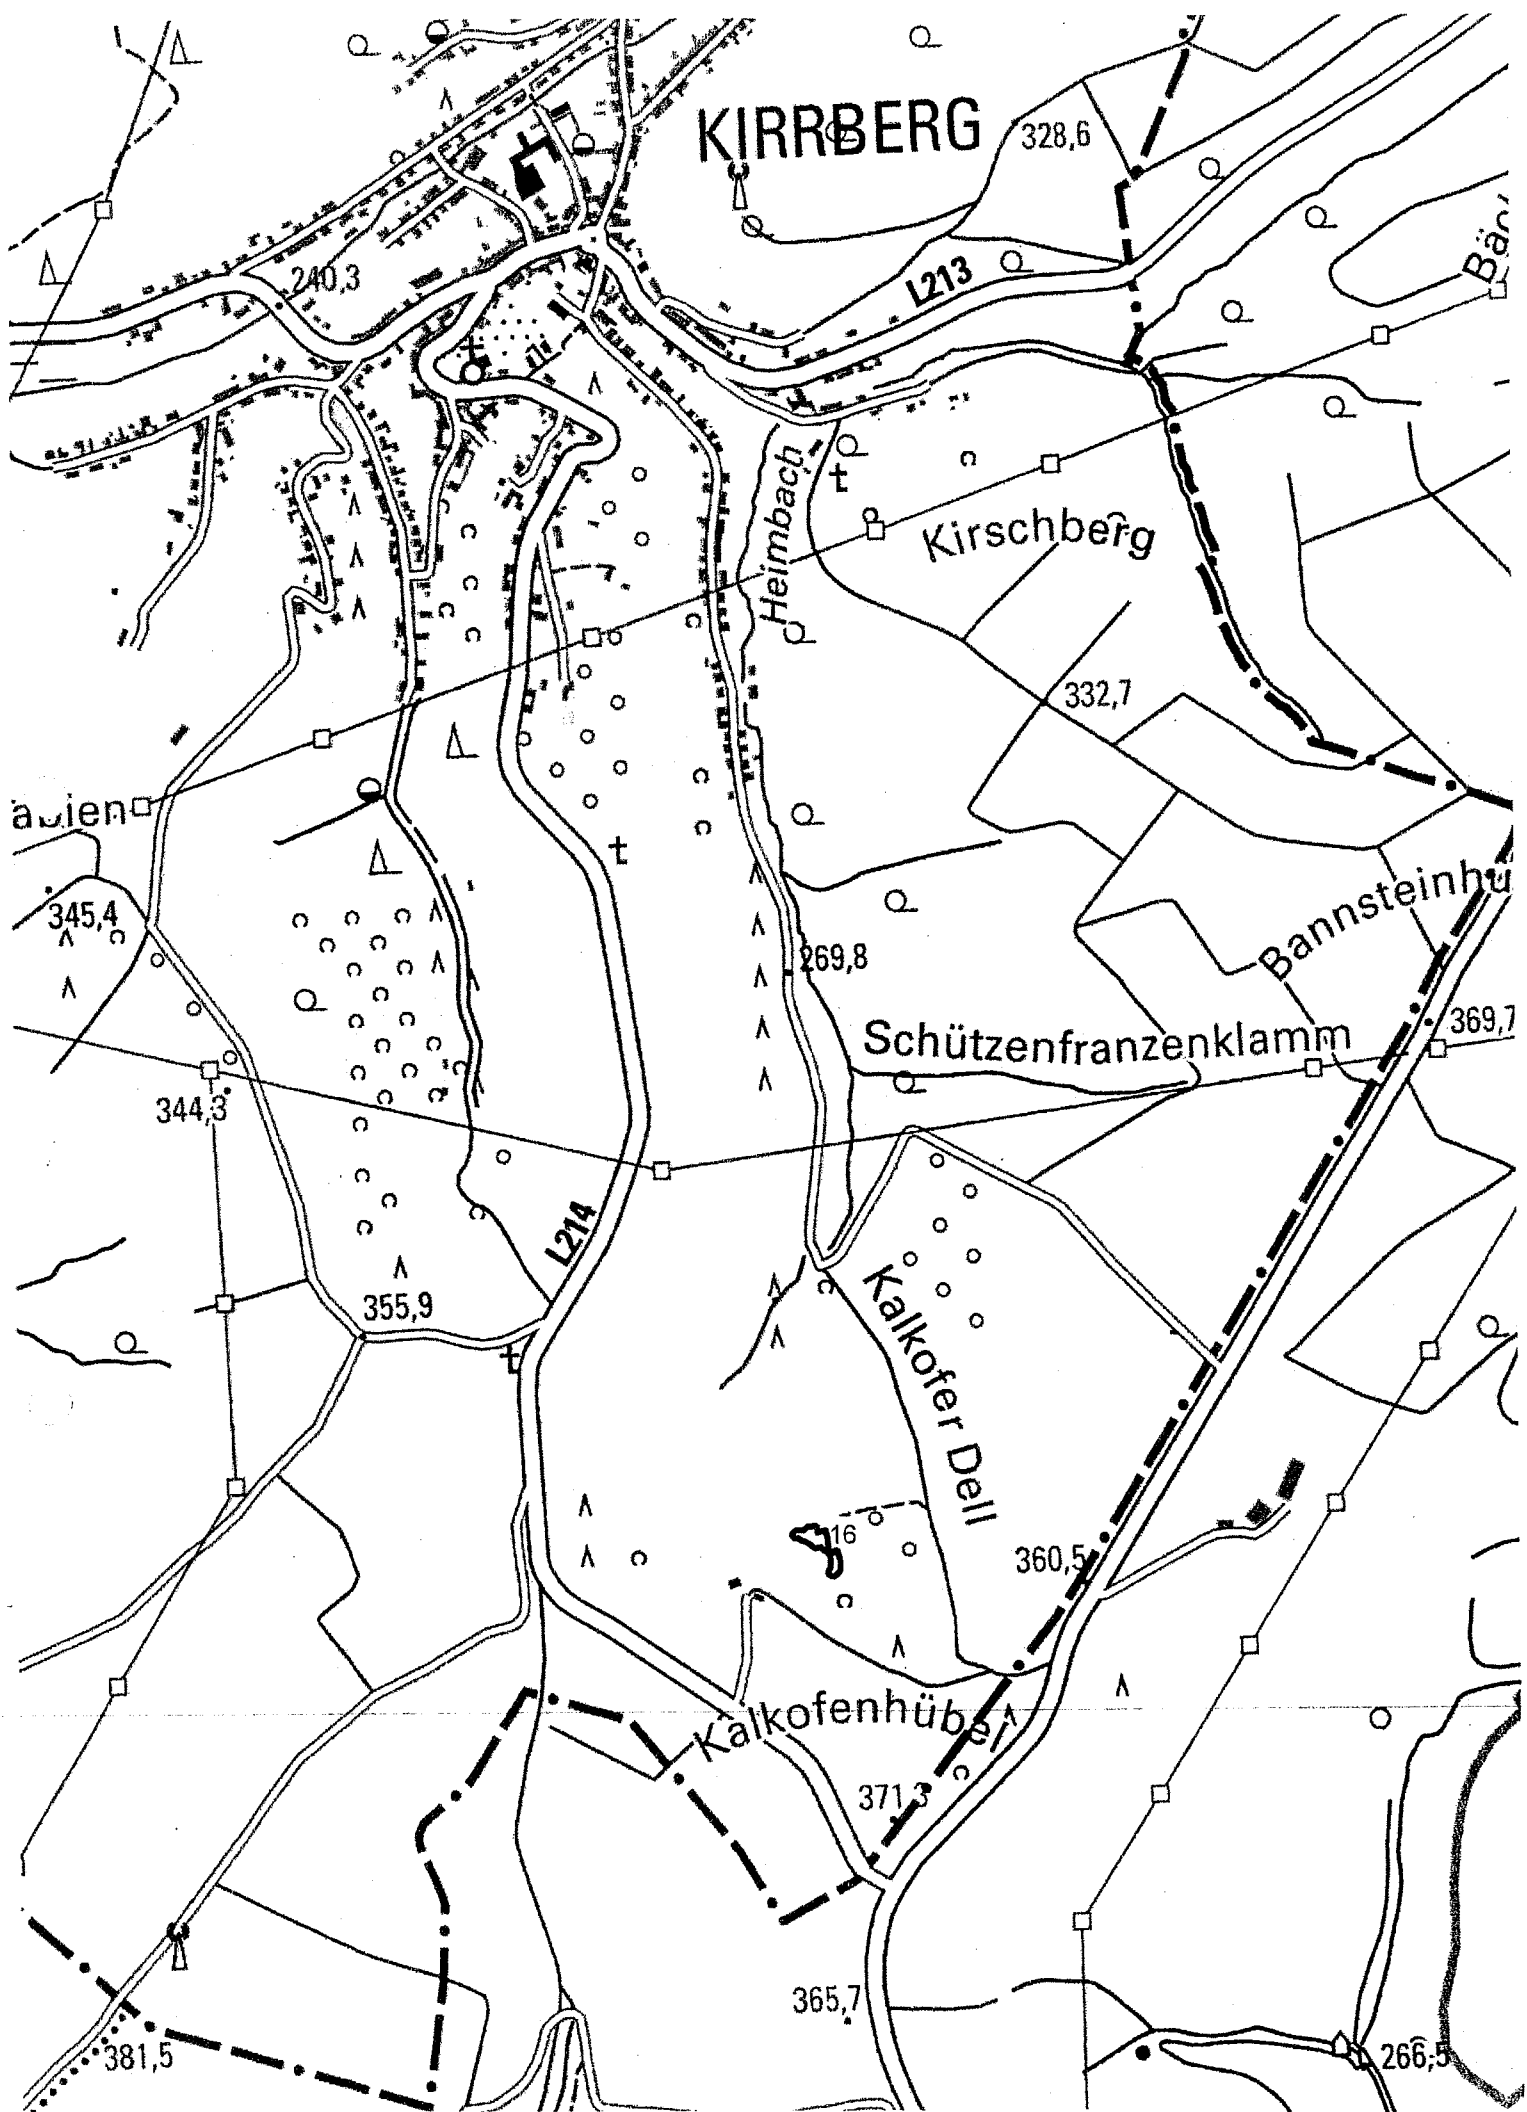 KIRRBERG
328,6
240,3
L213
Heimbach
Kirschberg
332,7
345,4
Bannsteinhü
269,8
369,7
Schützenfranzenklamm
344,3
L214
355,9
Kalkofer Dell
16
360,5
Kalkofenhübel
371,3
365,7
381,5
266,5